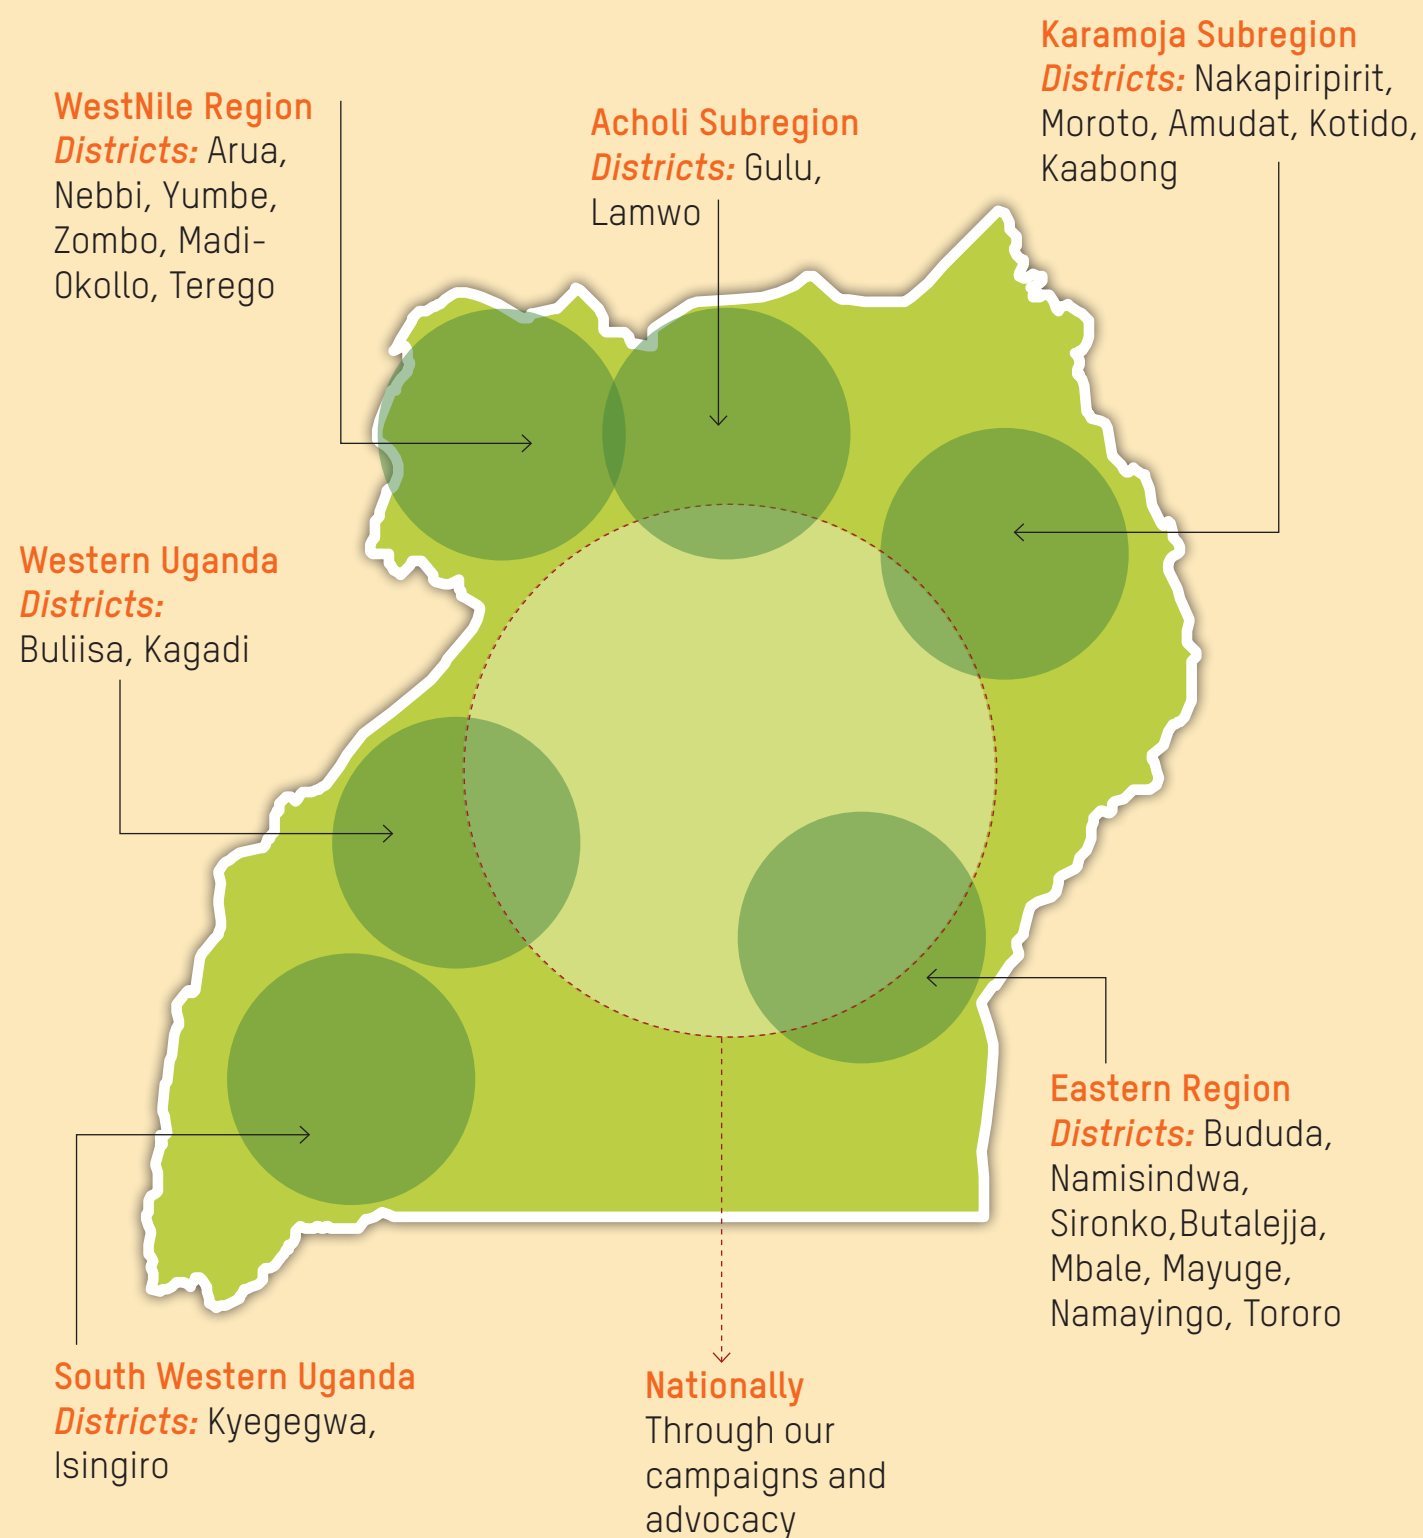 WestNile Region
Districts: Arua,
Nebbi, Yumbe,
Zombo, Madi-
Okollo, Terego
Acholi Subregion
Districts: Gulu,
Lamwo
Karamoja Subregion
Districts: Nakapiripirit,
Moroto, Amudat, Kotido,
Kaabong
Western Uganda
Districts:
Buliisa, Kagadi
Eastern Region
Districts: Bududa,
Namisindwa,
Sironko,Butalejja,
Mbale, Mayuge,
Namayingo, Tororo
South Western Uganda
Districts: Kyegegwa,
Isingiro
Nationally
Through our
campaigns and
advocacy